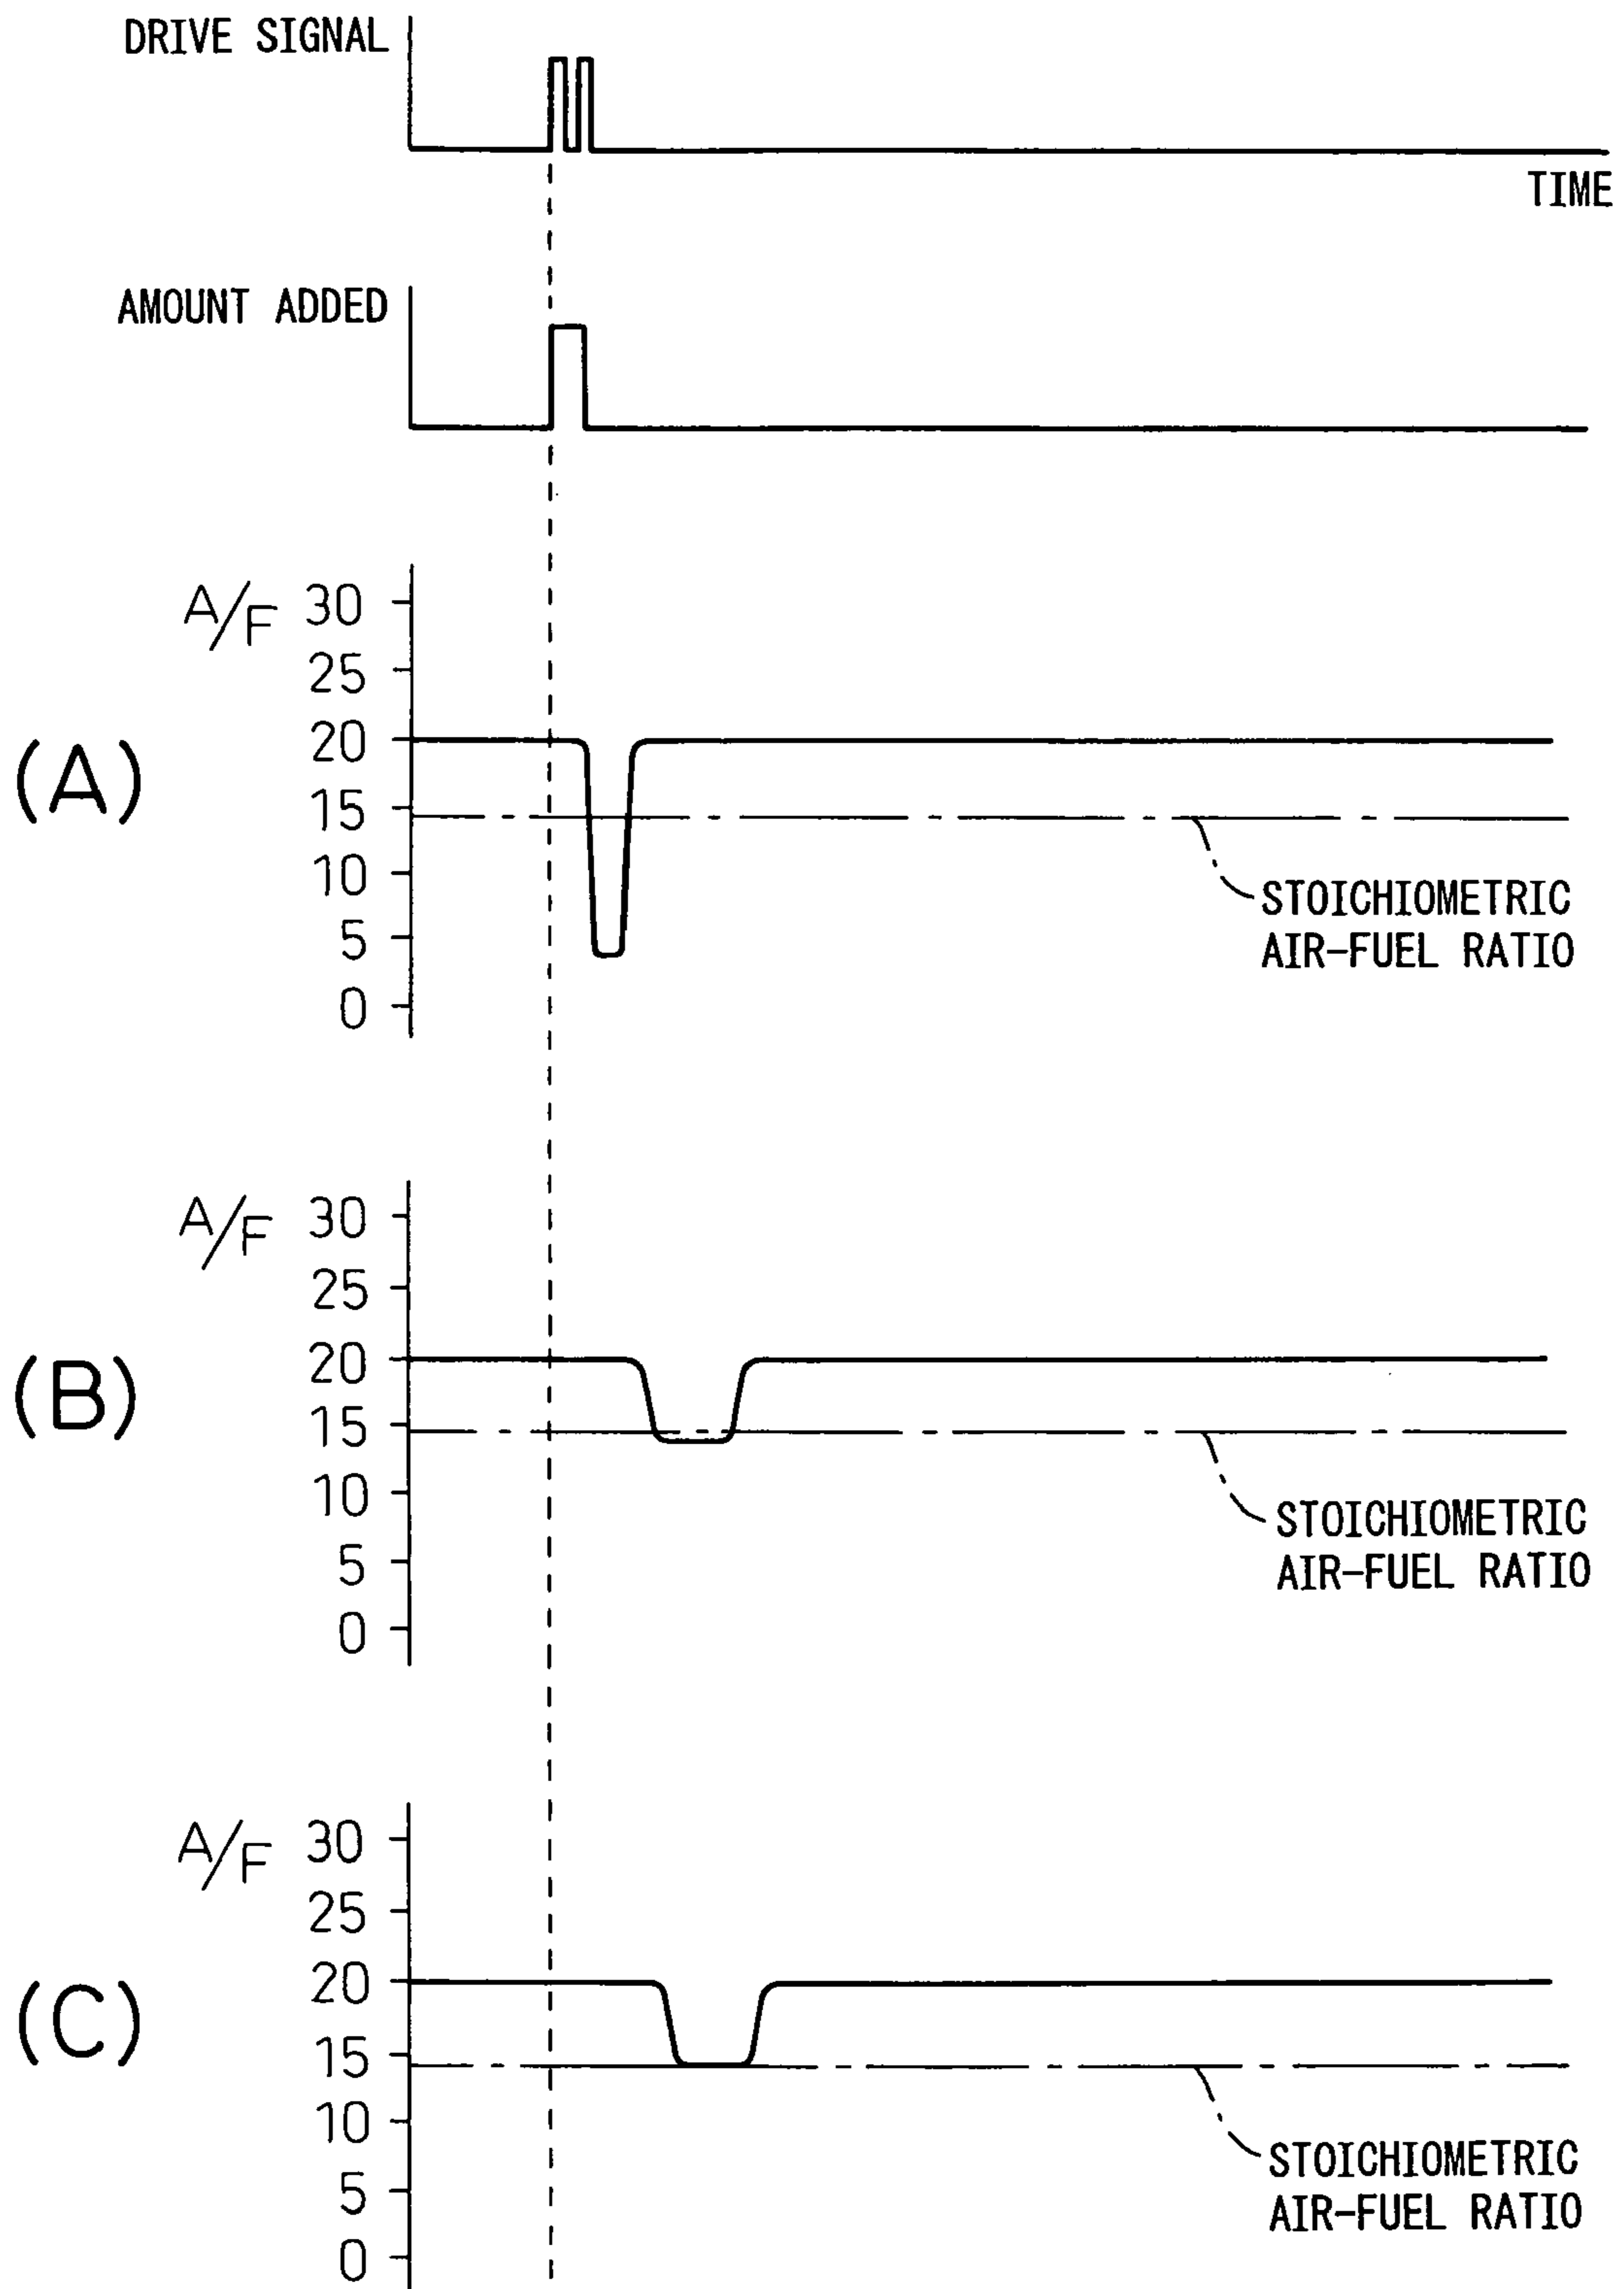 DRIVE SIGNAL
TIME
AMOUNT ADDED
A/F 30
25
20
(A)
15
10
STOICHIOMETRIC
5
AIR-FUEL RATIO
0
A/F 30
25
20
(B)
15
10
STOICHIOMETRIC
5
AIR-FUEL RATIO
0
A/F 30
25
20
(C)
15
10
STOICHIOMETRIC
5
AIR-FUEL RATIO
0